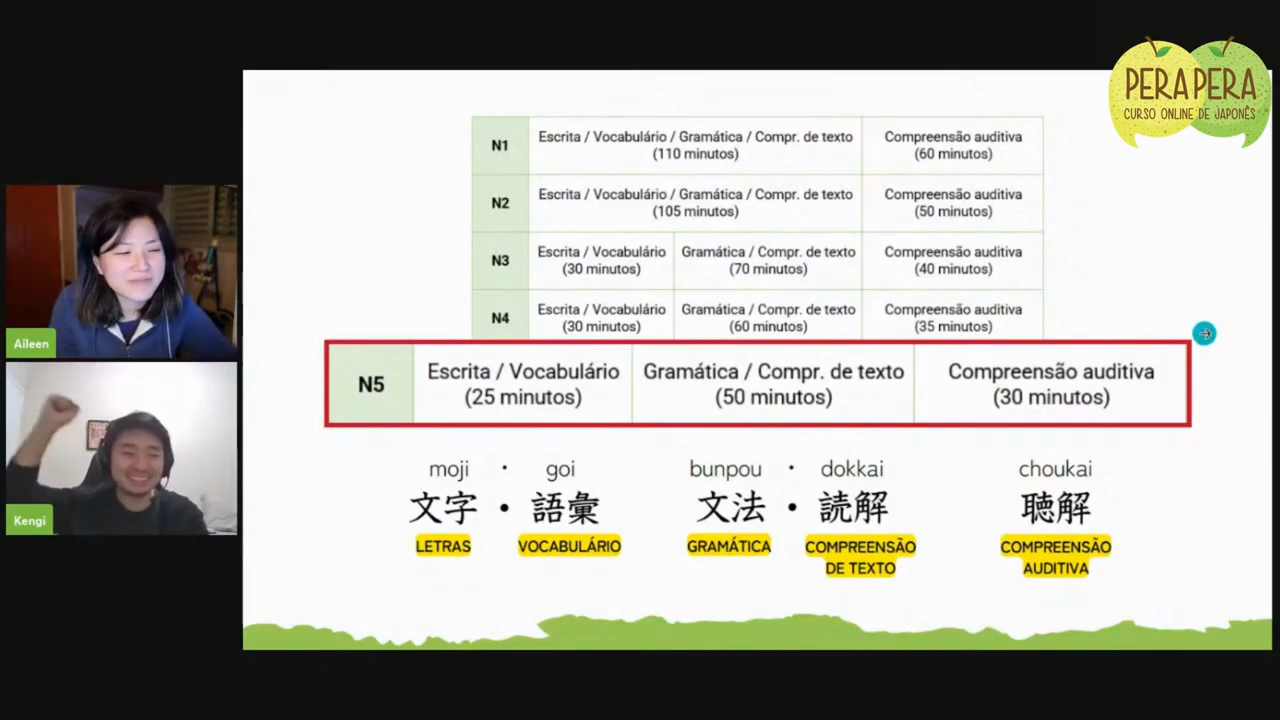 PERAPERA
CURSO ONLINE DE JAPONÊS
N1
Escrita / Vocabulário / Gramática / Compr. de texto
(110 minutos)
Compreensão auditiva
(60 minutos)
N2
Escrita / Vocabulário / Gramática / Compr. de texto
(105 minutos)
Compreensão auditiva
(50 minutos)
N3
Escrita / Vocabulário
(30 minutos)
Gramática / Compr. de texto
(70 minutos)
Compreensão auditiva
(40 minutos)
N4
Escrita / Vocabulário
(30 minutos)
Gramática / Compr. de texto
(60 minutos)
Compreensão auditiva
(35 minutos)
N5
Escrita / Vocabulário
(25 minutos)
Gramática / Compr. de texto
(50 minutos)
Compreensão auditiva
(30 minutos)
moji · goi
文字 • 語彙
LETRAS
VOCABULÁRIO
bunpou · dokkai
文法 • 読解
GRAMÁTICA
COMPREENSÃO
DE TEXTO
choukai
聴解
COMPREENSÃO
AUDITIVA
Aileen
Kengi